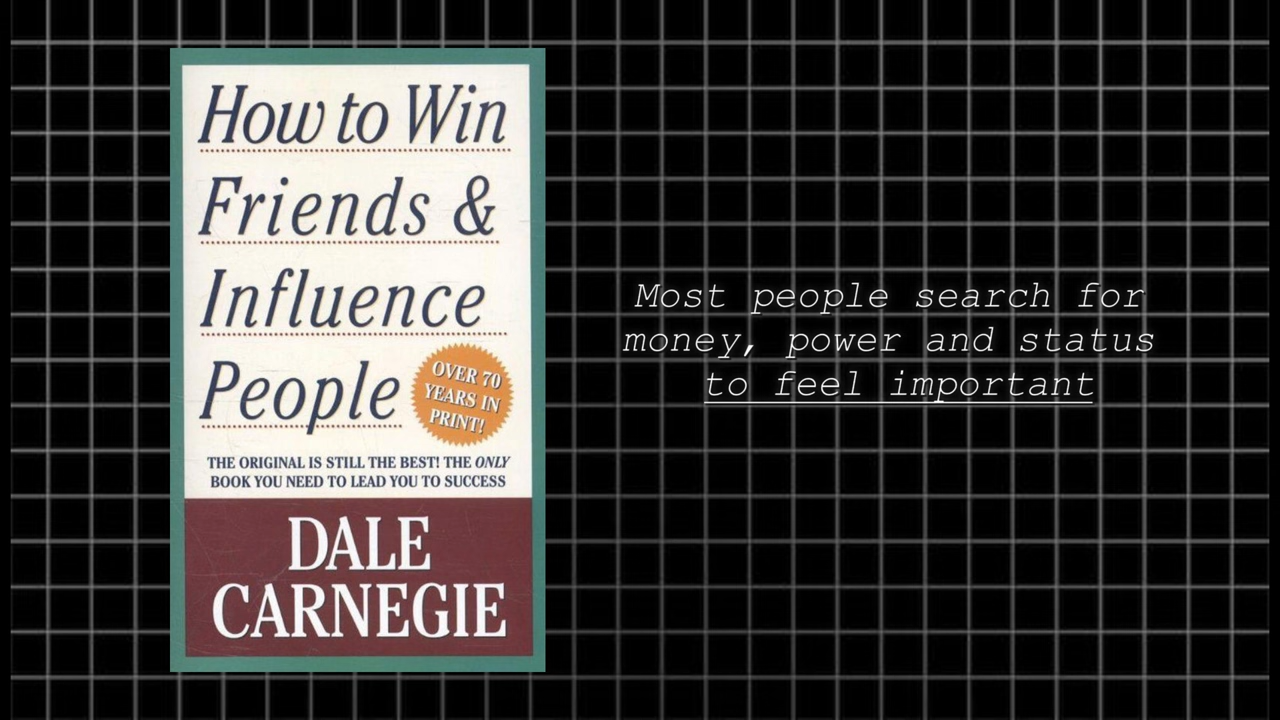 How to Win
Friends &
Influence
People
OVER 70
YEARS IN
PRINT!
THE ORIGINAL IS STILL THE BEST! THE ONLY
BOOK YOU NEED TO LEAD YOU TO SUCCESS
DALE
CARNEGIE
Most people search for
money, power and status
to feel important